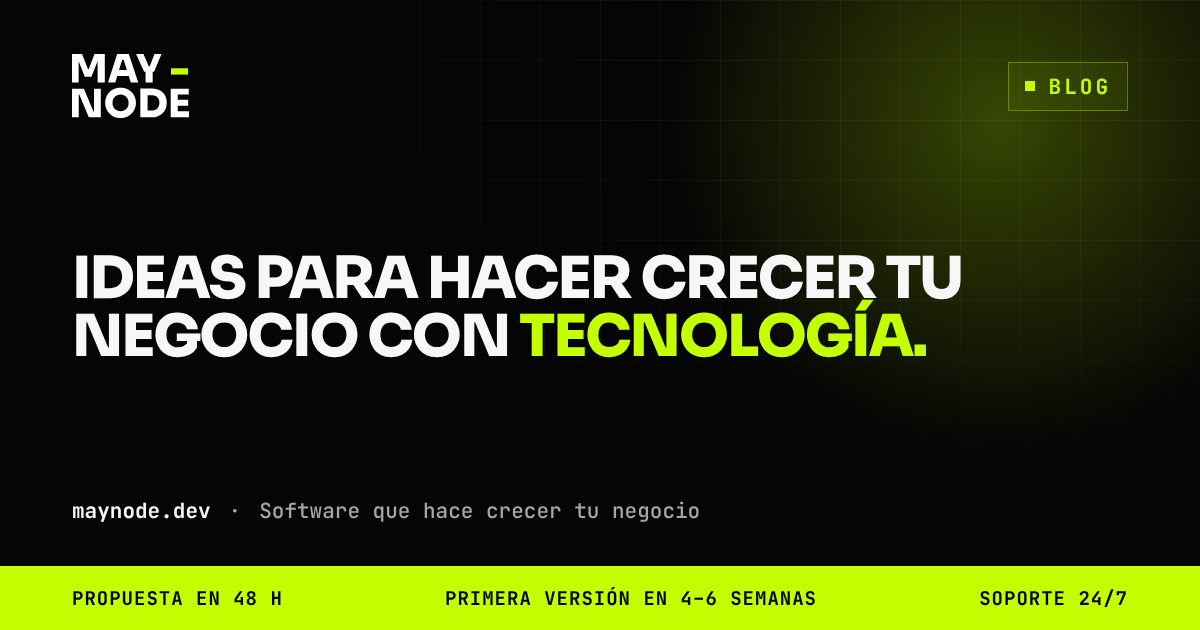 MAY-
NODE
BLOG
IDEAS PARA HACER CRECER TU
NEGOCIO CON TECNOLOGÍA.
maynode.dev · Software que hace crecer tu negocio
PROPUESTA EN 48 H
PRIMERA VERSIÓN EN 4–6 SEMANAS
SOPORTE 24/7